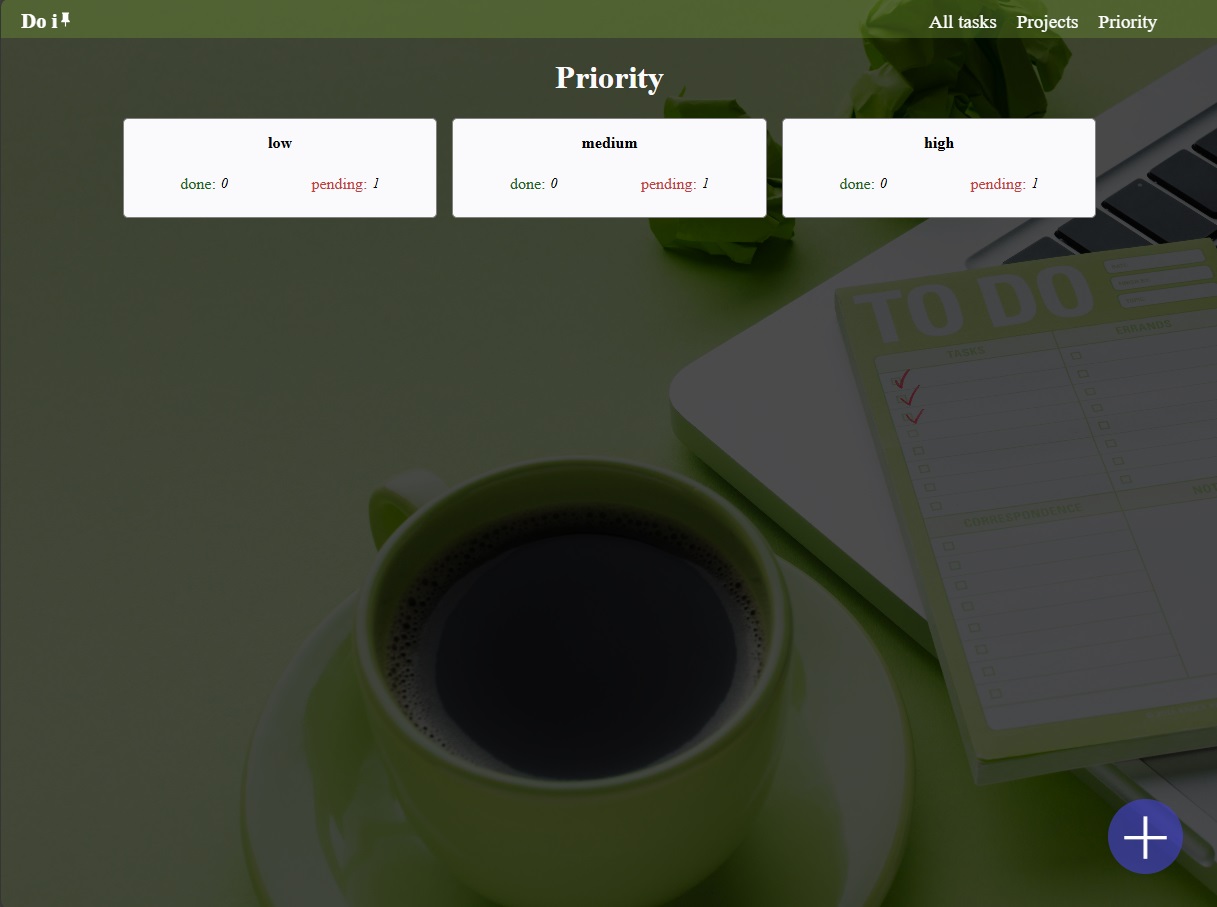 Do i
All tasks Projects Priority
Priority
low
done: 0 pending: 1
medium
done: 0 pending: 1
high
done: 0 pending: 1
TO DO
TASKS
ERRANDS
CORRESPONDENCE